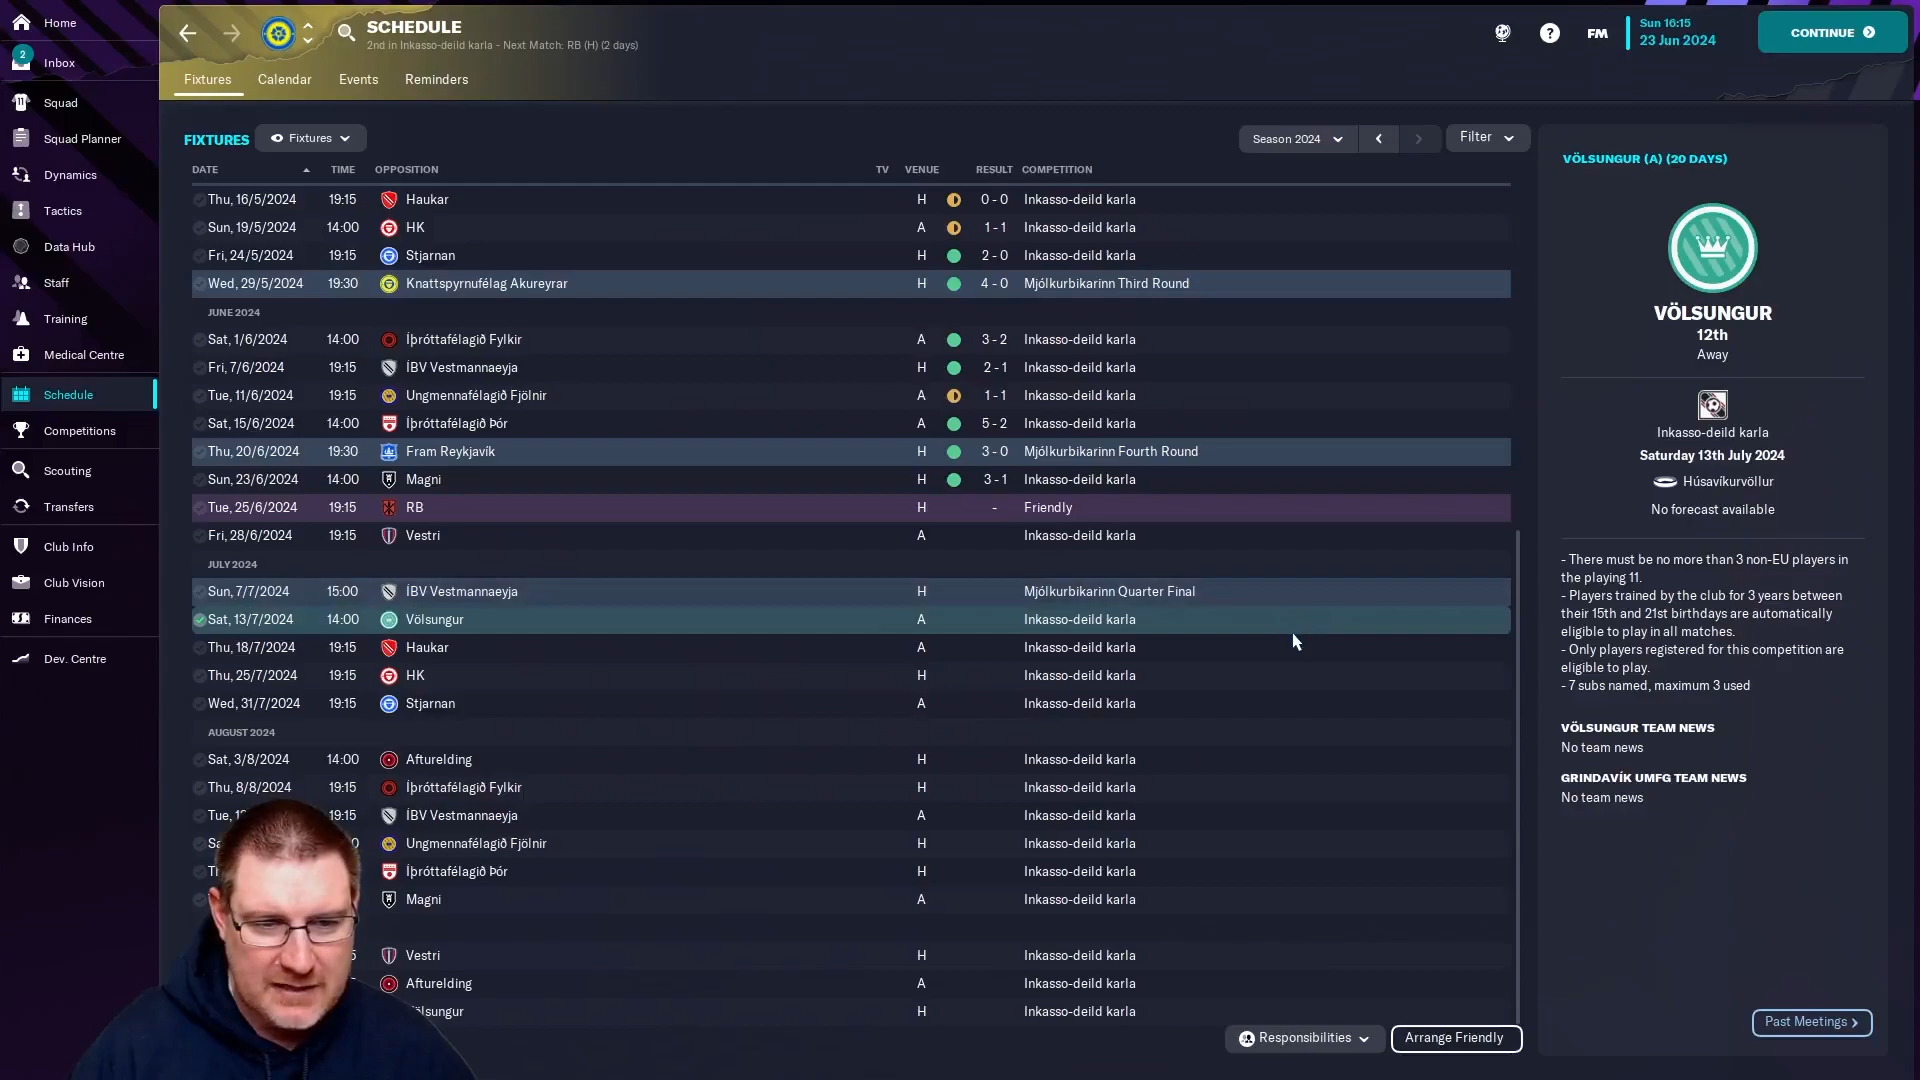 Home
2
Inbox
11
Squad
Squad Planner
Dynamics
Tactics
Data Hub
Staff
Training
Medical Centre
Schedule
Competitions
Scouting
Transfers
Club Info
Club Vision
Finances
Dev. Centre
SCHEDULE
2nd in Inkasso-deild karla - Next Match: RB (H) (2 days)
? FM
Sun 16:15
23 Jun 2024
CONTINUE
Fixtures Calendar Events Reminders
FIXTURES Fixtures Season 2024 Filter
DATE TIME OPPOSITION TV VENUE RESULT COMPETITION
Thu, 16/5/2024 19:15 Haukar H 0 - 0 Inkasso-deild karla
Sun, 19/5/2024 14:00 HK A 1 - 1 Inkasso-deild karla
Fri, 24/5/2024 19:15 Stjarnan H 2 - 0 Inkasso-deild karla
Wed, 29/5/2024 19:30 Knattspyrnufélag Akureyrar H 4 - 0 Mjólkurbikarinn Third Round
JUNE 2024
Sat, 1/6/2024 14:00 Íþróttafélagið Fylkir A 3 - 2 Inkasso-deild karla
Fri, 7/6/2024 19:15 ÍBV Vestmannaeyja H 2 - 1 Inkasso-deild karla
Tue, 11/6/2024 19:15 Ungmennafélagið Fjölnir A 1 - 1 Inkasso-deild karla
Sat, 15/6/2024 14:00 Íþróttafélagið Þór A 5 - 2 Inkasso-deild karla
Thu, 20/6/2024 19:30 Fram Reykjavík H 3 - 0 Mjólkurbikarinn Fourth Round
Sun, 23/6/2024 14:00 Magni H 3 - 1 Inkasso-deild karla
Tue, 25/6/2024 19:15 RB H - Friendly
Fri, 28/6/2024 19:15 Vestri A Inkasso-deild karla
JULY 2024
Sun, 7/7/2024 15:00 ÍBV Vestmannaeyja H Mjólkurbikarinn Quarter Final
Sat, 13/7/2024 14:00 Völsungur A Inkasso-deild karla
Thu, 18/7/2024 19:15 Haukar A Inkasso-deild karla
Thu, 25/7/2024 19:15 HK H Inkasso-deild karla
Wed, 31/7/2024 19:15 Stjarnan A Inkasso-deild karla
AUGUST 2024
Sat, 3/8/2024 14:00 Afturelding H Inkasso-deild karla
Thu, 8/8/2024 19:15 Íþróttafélagið Fylkir H Inkasso-deild karla
Tue, 19:15 ÍBV Vestmannaeyja A Inkasso-deild karla
Ungmennafélagið Fjölnir H Inkasso-deild karla
Íþróttafélagið Þór H Inkasso-deild karla
Magni A Inkasso-deild karla
Vestri H Inkasso-deild karla
Afturelding A Inkasso-deild karla
H Inkasso-deild karla
Responsibilities Arrange Friendly
VÖLSUNGUR (A) (20 DAYS)
VÖLSUNGUR
12th
Away
Inkasso-deild karla
Saturday 13th July 2024
Húsavíkurvöllur
No forecast available
- There must be no more than 3 non-EU players in
the playing 11.
- Players trained by the club for 3 years between
their 15th and 21st birthdays are automatically
eligible to play in all matches.
- Only players registered for this competition are
eligible to play.
- 7 subs named, maximum 3 used
VÖLSUNGUR TEAM NEWS
No team news
GRINDAVÍK UMFG TEAM NEWS
No team news
Past Meetings